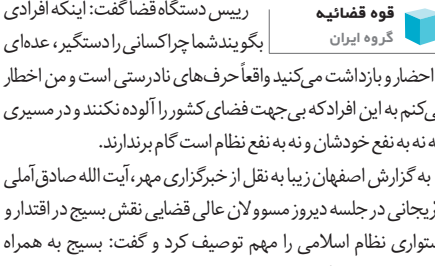 قوه قضائیه
گروه ایران
رییس دستگاه قضا گفت: اینکه افرادی
بگویند شما چرا کسانی را دستگیر، عده‌ای
احضار و بازداشت می‌کنید واقعاً حرف‌های نادرستی است و من اخطار
می‌کنم به این افراد که بی‌جهت فضای کشور را آلوده نکنند و در مسیری
که نه به نفع خودشان و نه به نفع نظام است گام برندارند.
به گزارش اصفهان زیبا به نقل از خبرگزاری مهر، آیت الله صادق آملی
لاریجانی در جلسه دیروز مسوولان عالی قضایی نقش بسیج در اقتدار و
استواری نظام اسلامی را مهم توصیف کرد و گفت: بسیج به همراه